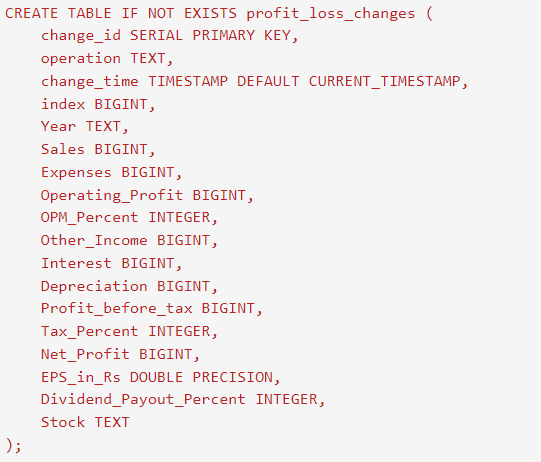 CREATE TABLE IF NOT EXISTS profit_loss_changes (
    change_id SERIAL PRIMARY KEY,
    operation TEXT,
    change_time TIMESTAMP DEFAULT CURRENT_TIMESTAMP,
    index BIGINT,
    Year TEXT,
    Sales BIGINT,
    Expenses BIGINT,
    Operating_Profit BIGINT,
    OPM_Percent INTEGER,
    Other_Income BIGINT,
    Interest BIGINT,
    Depreciation BIGINT,
    Profit_before_tax BIGINT,
    Tax_Percent INTEGER,
    Net_Profit BIGINT,
    EPS_in_Rs DOUBLE PRECISION,
    Dividend_Payout_Percent INTEGER,
    Stock TEXT
);